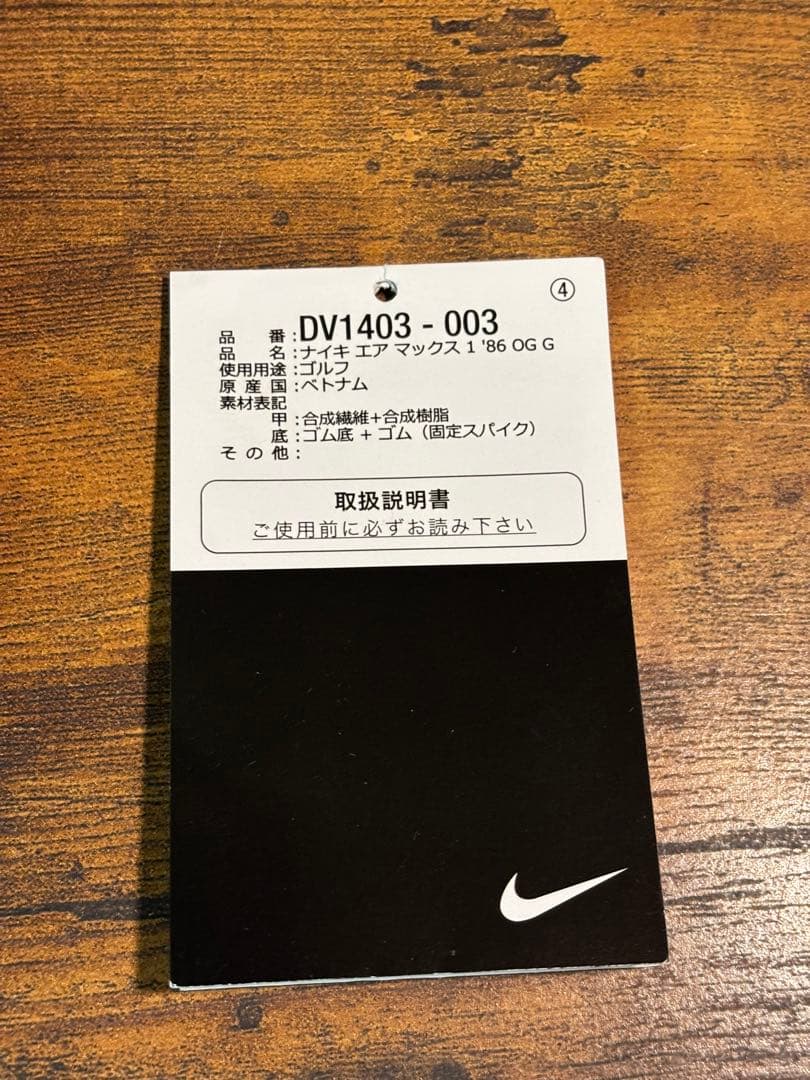 ④
品番:DV1403 - 003
品名:ナイキ エア マックス 1 '86 OG G
使用用途:ゴルフ
原産国:ベトナム
素材表記
甲:合成繊維+合成樹脂
底:ゴム底 + ゴム（固定スパイク）
その他:
取扱説明書
ご使用前に必ずお読み下さい